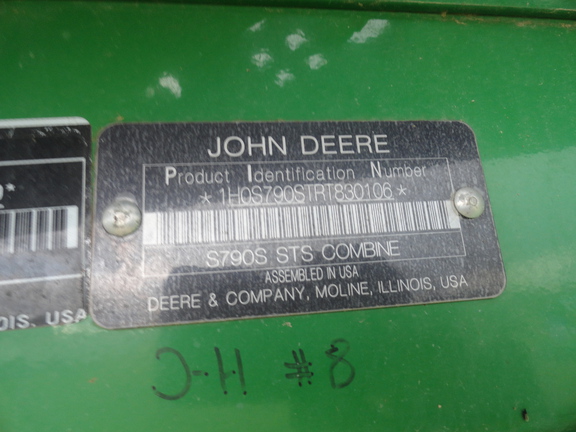 JOHN DEERE
Product Identification Number
*1H0S790STRT830106*
S790S STS COMBINE
ASSEMBLED IN USA
DEERE & COMPANY, MOLINE, ILLINOIS, USA
OIS, USA
J-H #8